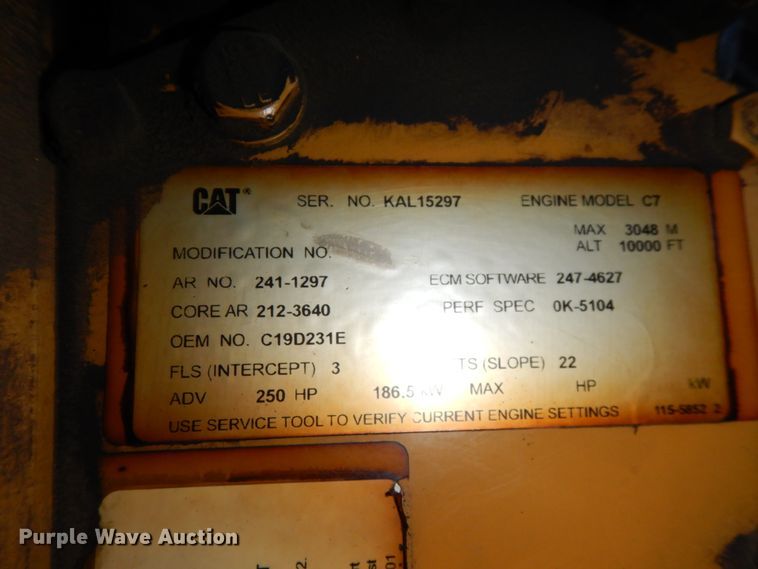 CAT® SER. NO. KAL15297 ENGINE MODEL C7
MAX 3048 M
MODIFICATION NO. ALT 10000 FT
AR NO. 241-1297 ECM SOFTWARE 247-4627
CORE AR 212-3640 PERF SPEC 0K-5104
OEM NO. C19D231E
FLS (INTERCEPT) 3 TS (SLOPE) 22
ADV 250 HP 186.5 kW MAX HP kW
USE SERVICE TOOL TO VERIFY CURRENT ENGINE SETTINGS 115-5852 2
Purple Wave Auction